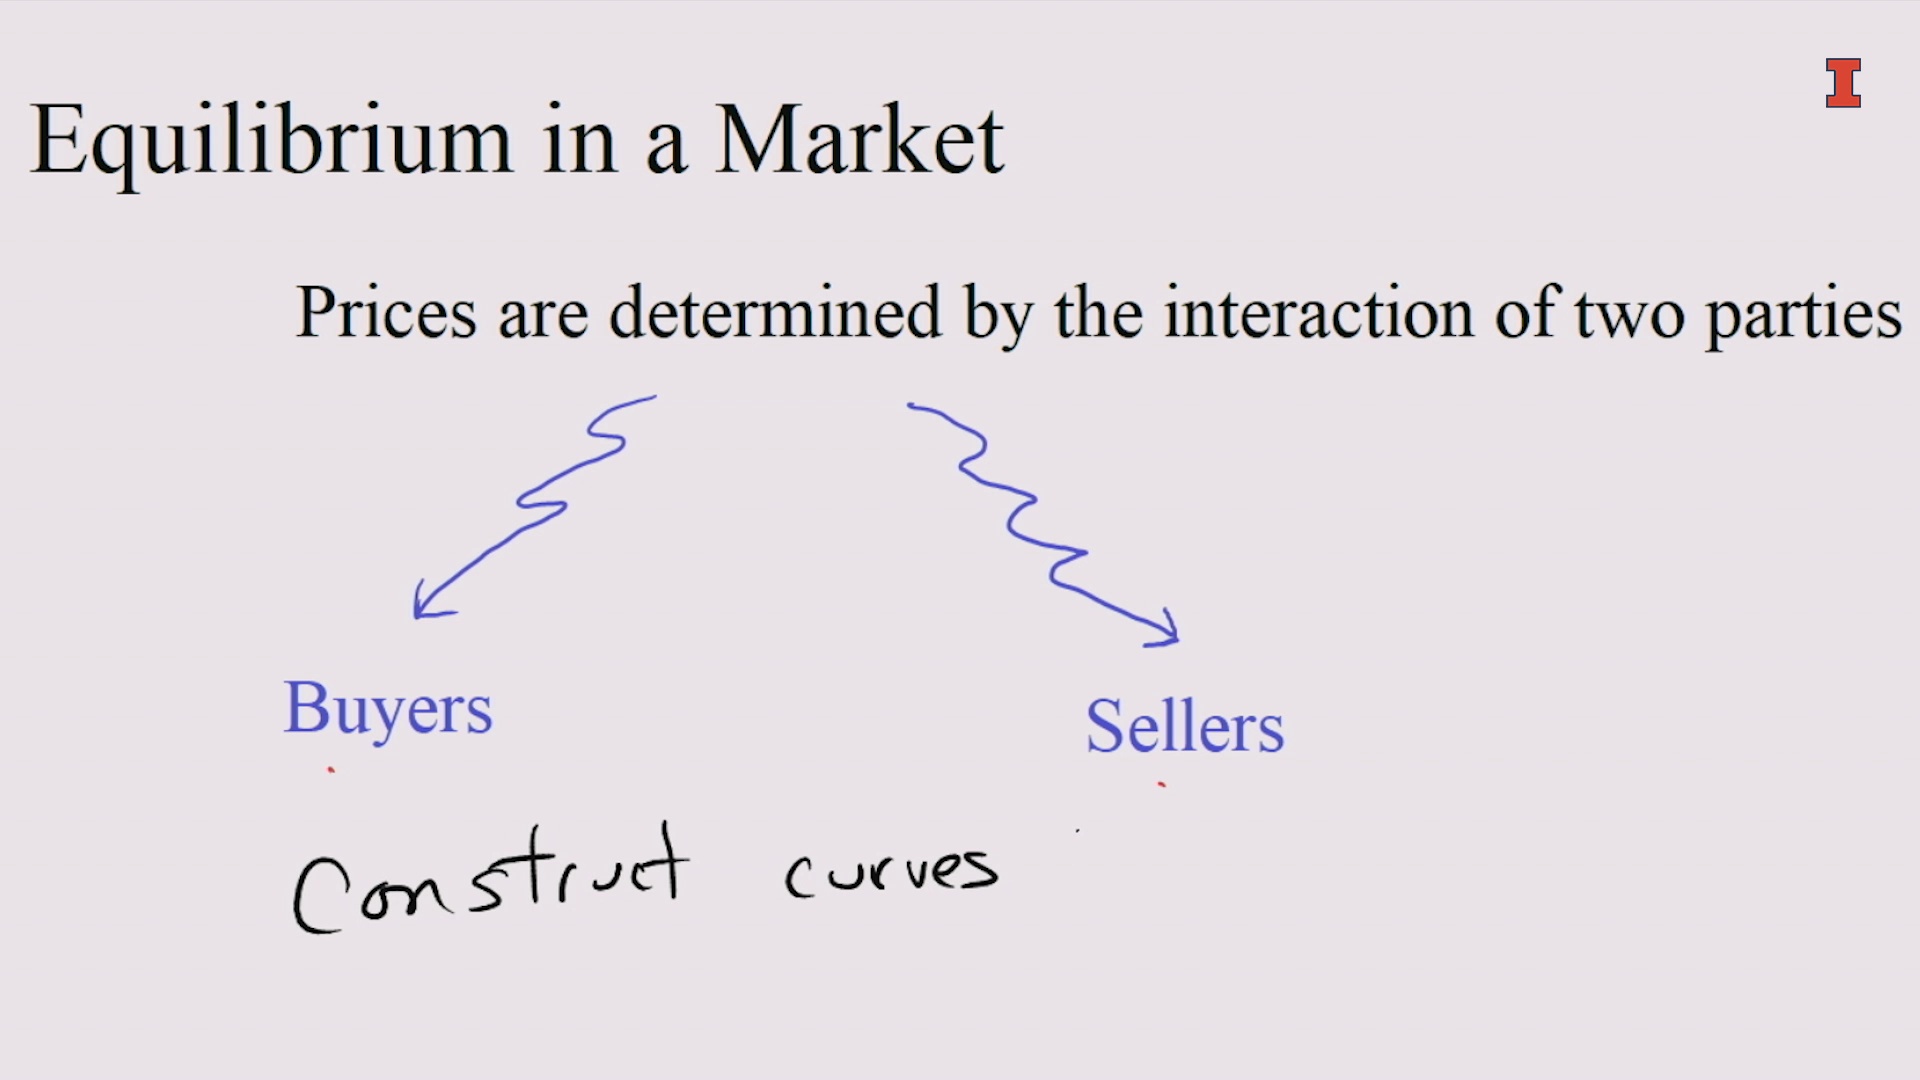 I
Equilibrium in a Market
Prices are determined by the interaction of two parties
Buyers
Sellers
Construct curves